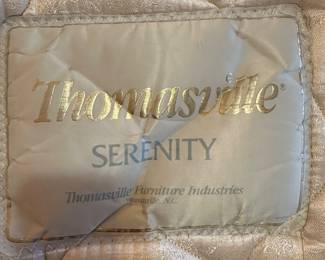 Thomasville®
SERENITY
Thomasville Furniture Industries
N.C.